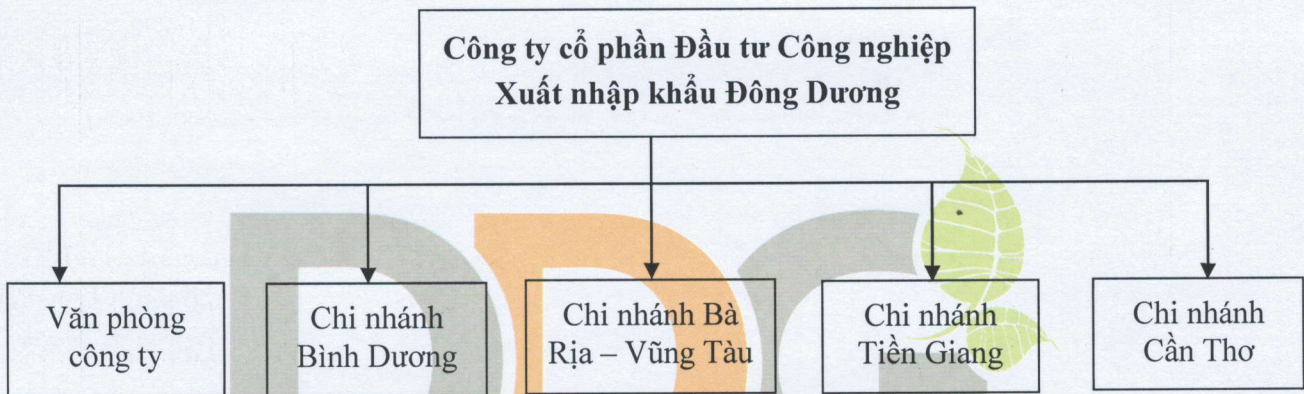 Công ty cổ phần Đầu tư Công nghiệp
Xuất nhập khẩu Đông Dương
Văn phòng
công ty
Chi nhánh
Bình Dương
Chi nhánh Bà
Rịa – Vũng Tàu
Chi nhánh
Tiền Giang
Chi nhánh
Cần Thơ
DDG